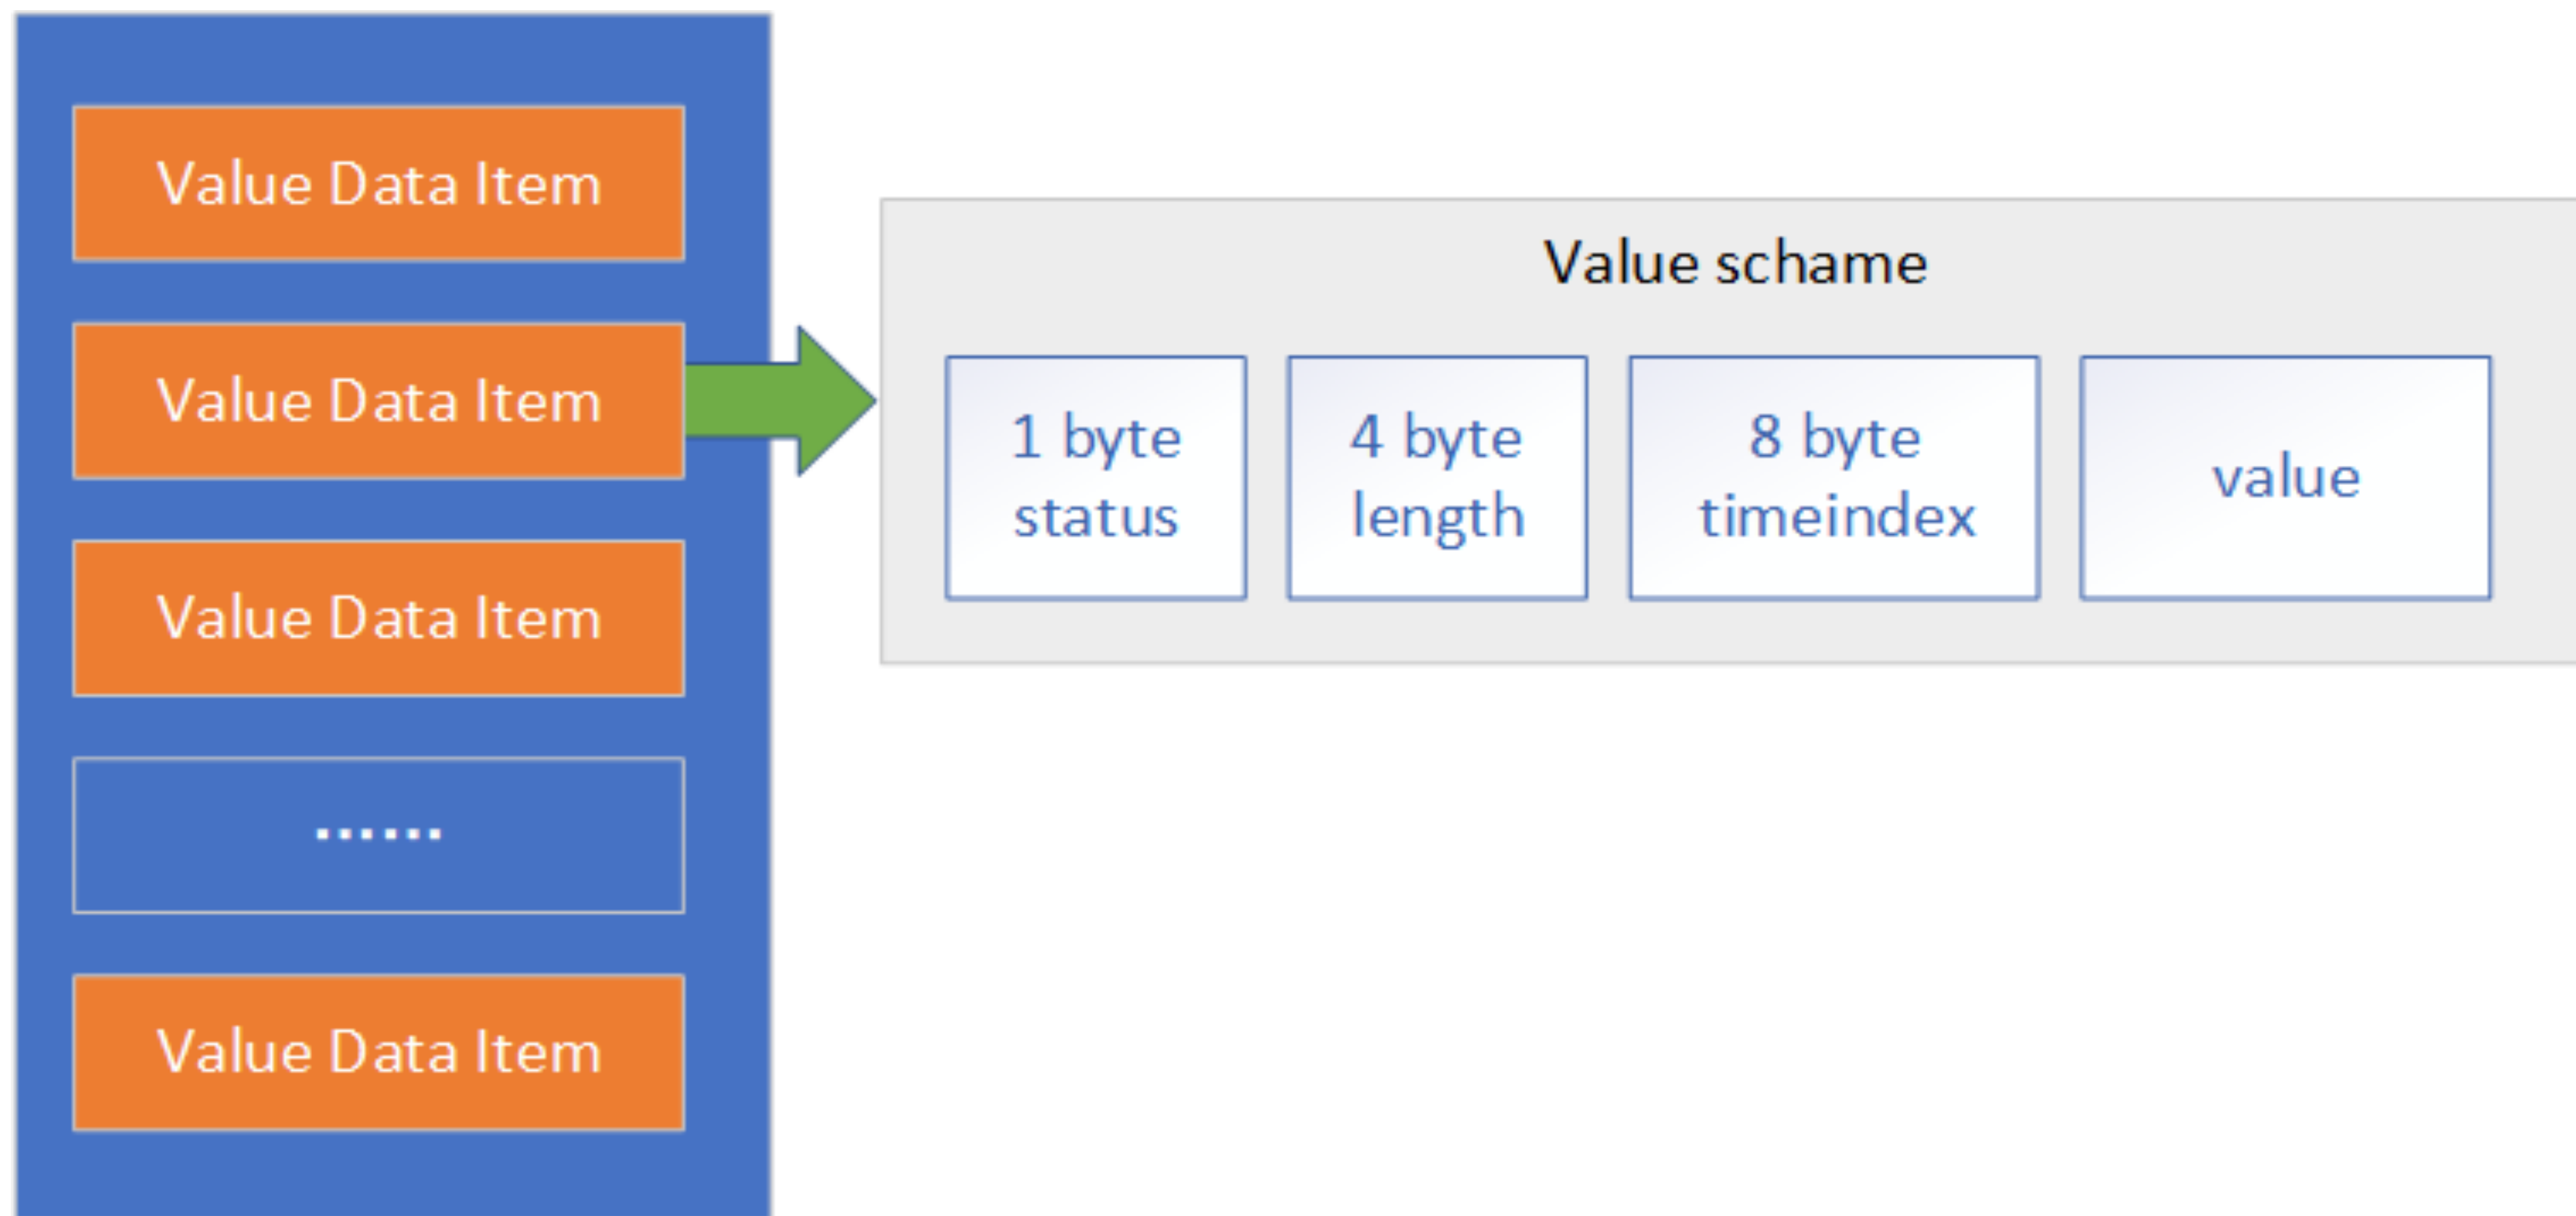 Value Data Item
Value Data Item
Value Data Item
......
Value Data Item
Value schame
1 byte
status
4 byte
length
8 byte
timeindex
value